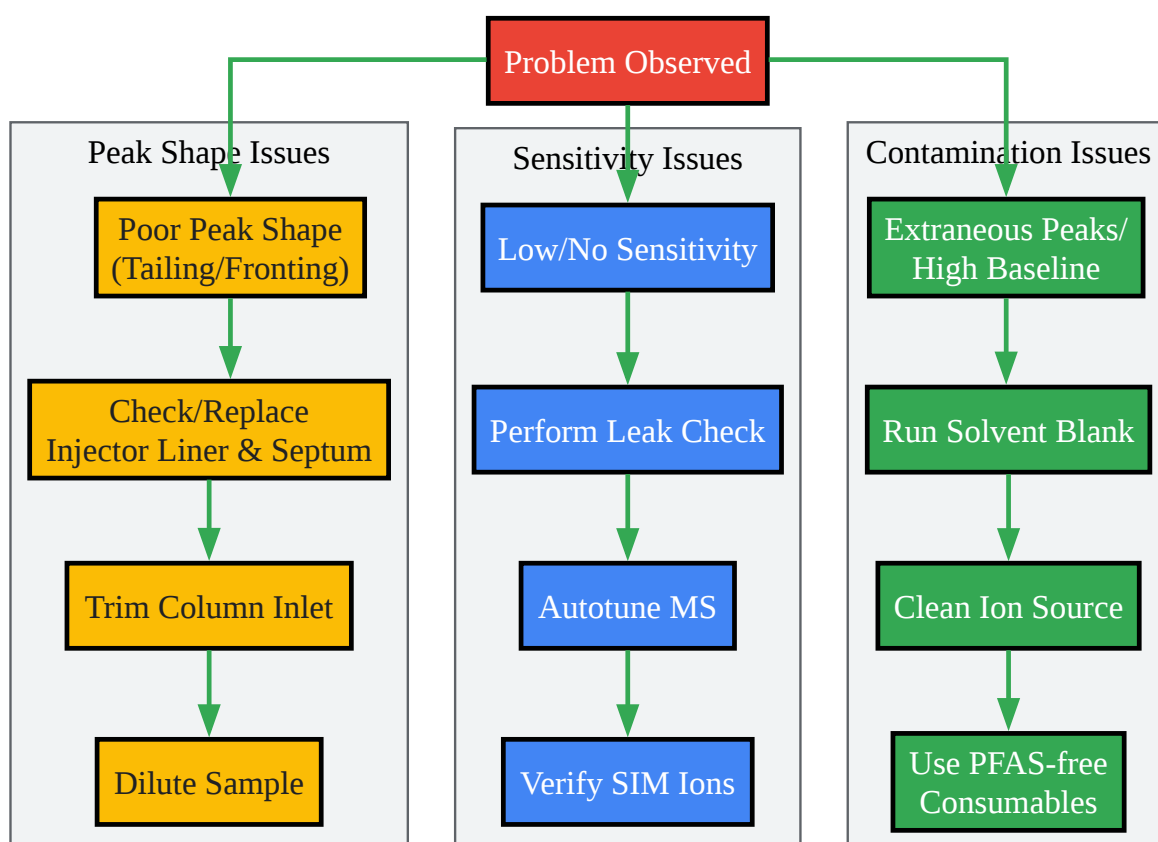 Problem Observed
Peak Shape Issues
Poor Peak Shape
(Tailing/Fronting)
Check/Replace
Injector Liner & Septum
Trim Column Inlet
Dilute Sample
Sensitivity Issues
Low/No Sensitivity
Perform Leak Check
Autotune MS
Verify SIM Ions
Contamination Issues
Extraneous Peaks/
High Baseline
Run Solvent Blank
Clean Ion Source
Use PFAS-free
Consumables